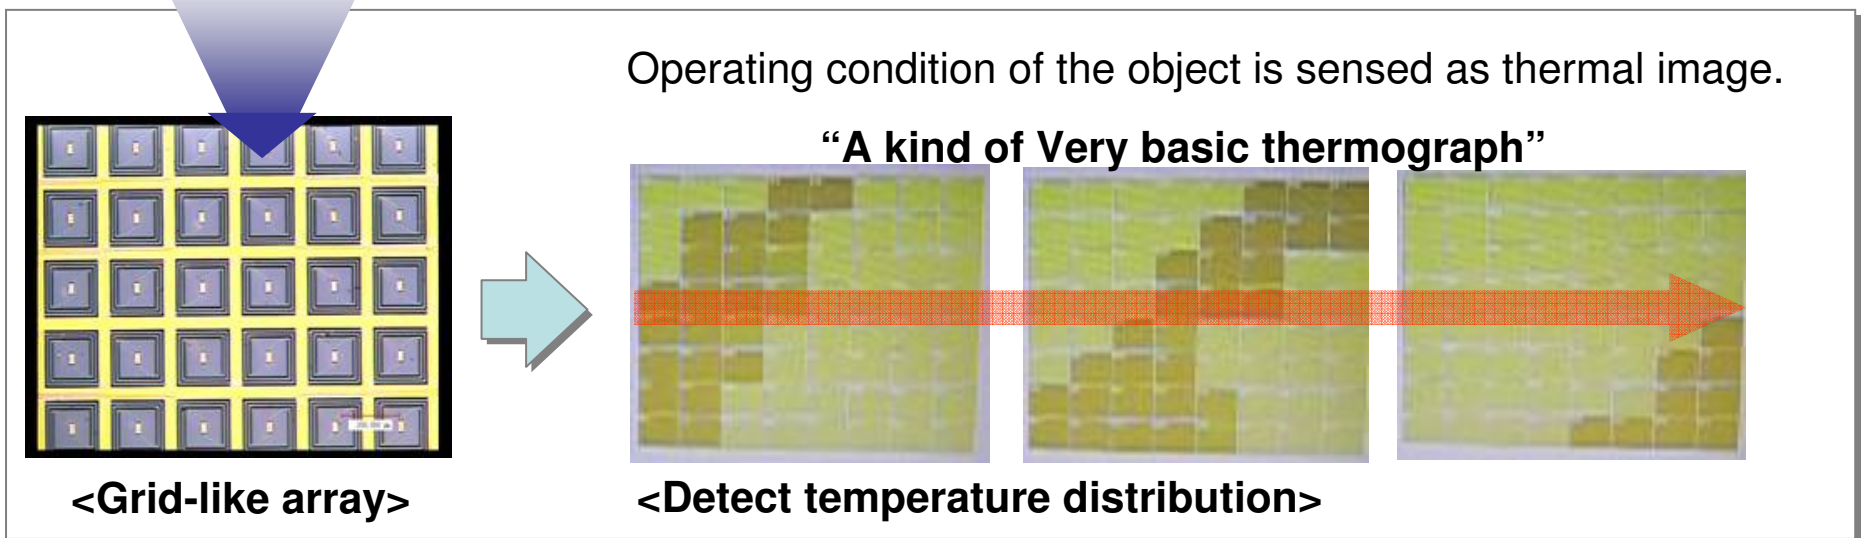 Operating condition of the object is sensed as thermal image.
“A kind of Very basic thermograph”
<Grid-like array>
<Detect temperature distribution>